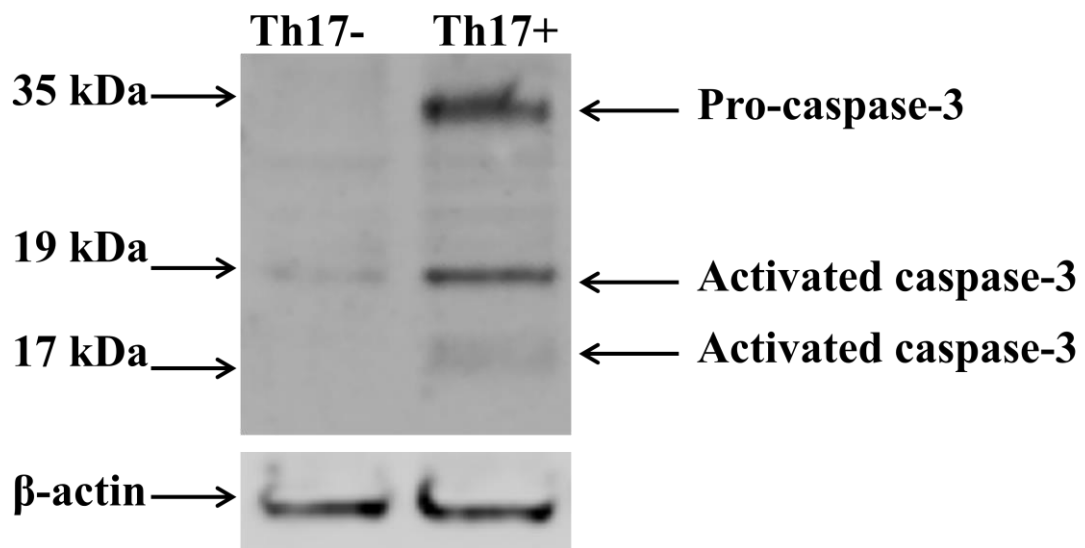 Th17- Th17+
35 kDa Pro-caspase-3
19 kDa Activated caspase-3
17 kDa Activated caspase-3
β-actin